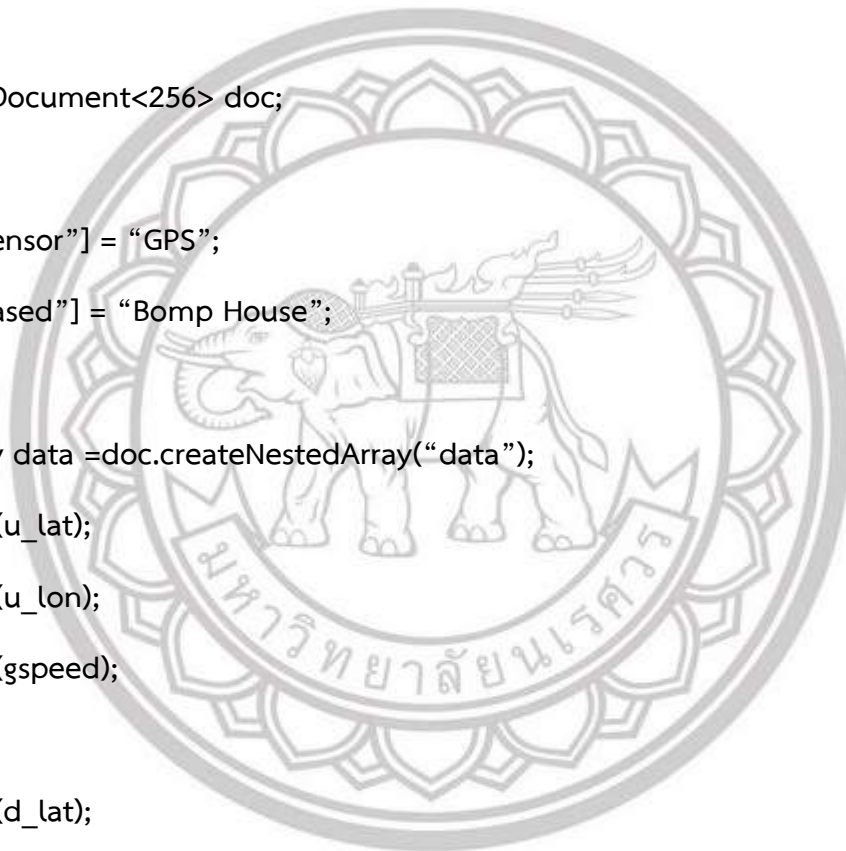 Document<256> doc;
ensor”] = “GPS”;
ased”] = “Bomp House”;
y data =doc.createNestedArray(“data”);
(u_lat);
(u_lon);
(gspeed);
(d_lat);
มหาวิทยาลัยนเรศวร